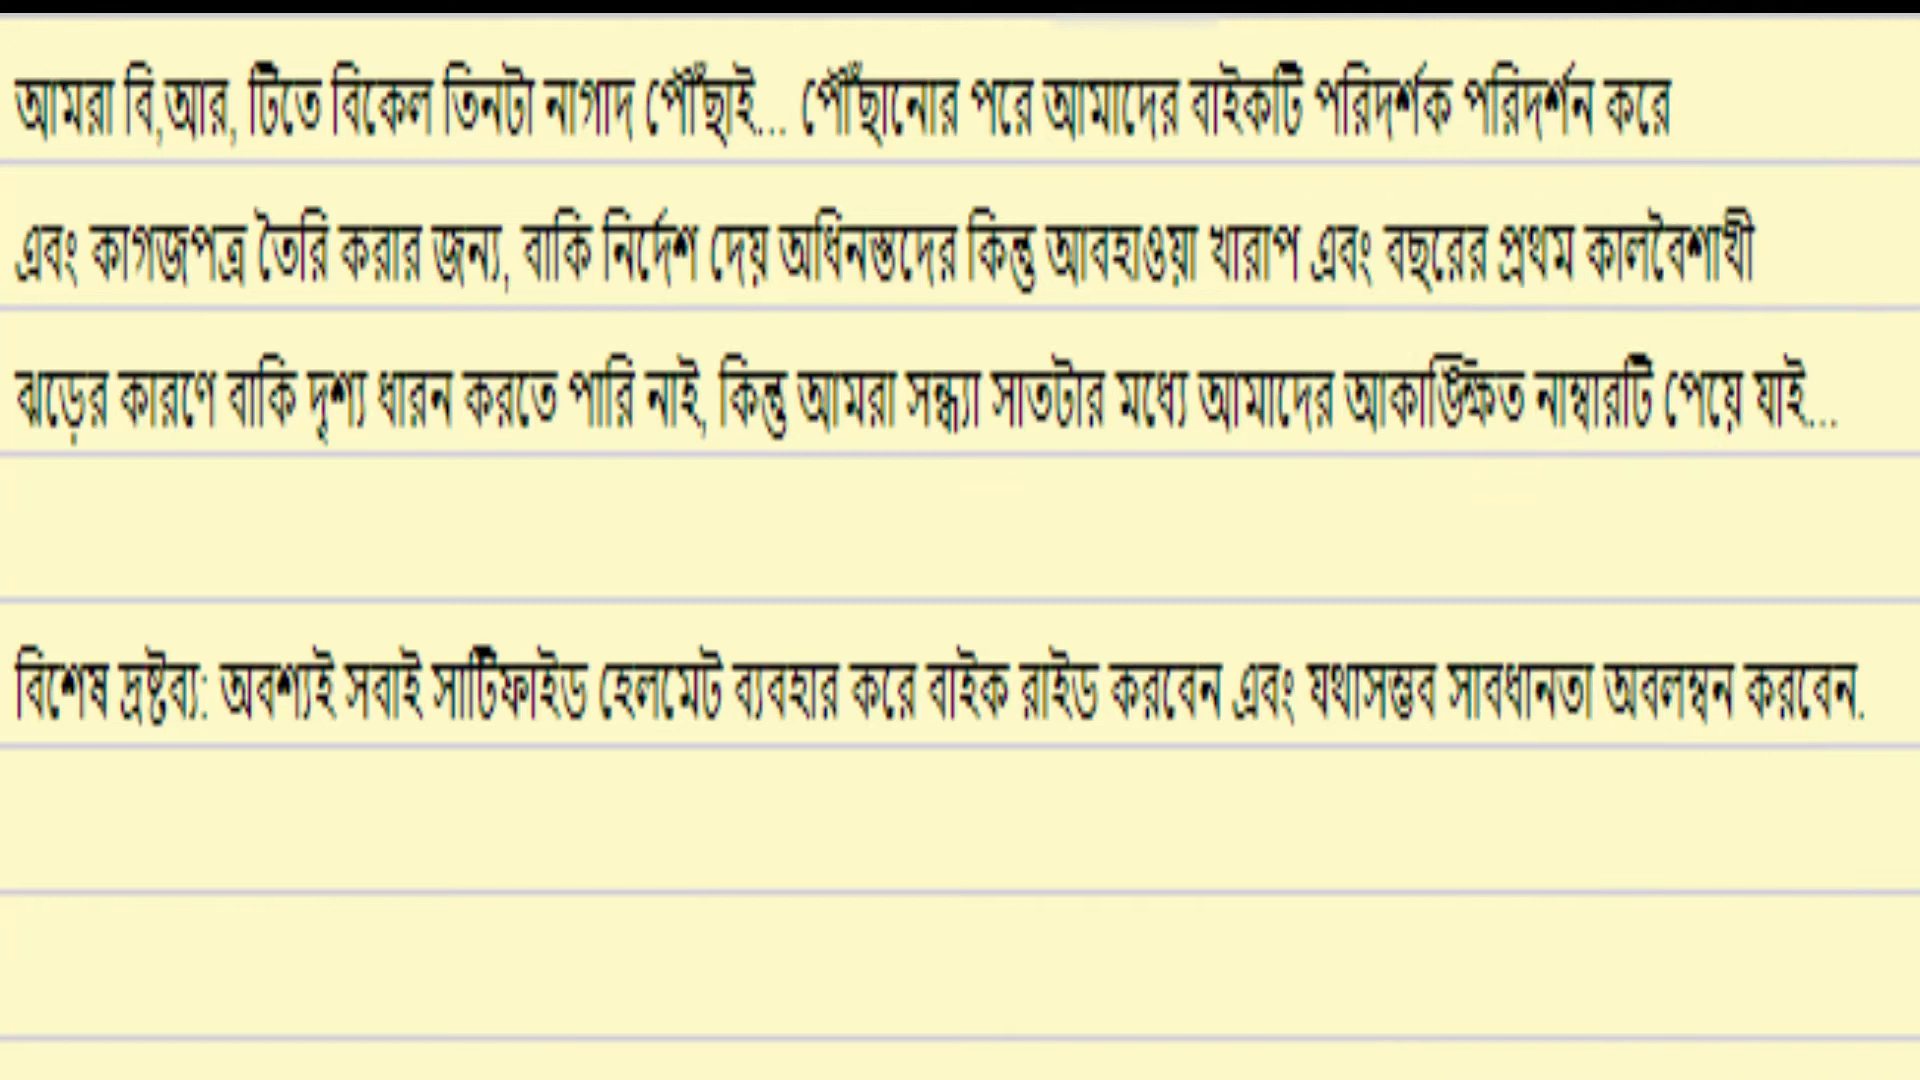 আমরা বি,আর, টিতে বিকেল তিনটা নাগাদ পৌঁছাই... পৌঁছানোর পরে আমাদের বাইকটি পরিদর্শক পরিদর্শন করে
এবং কাগজপত্র তৈরি করার জন্য, বাকি নির্দেশ দেয় অধিনস্তদের কিন্তু আবহাওয়া খারাপ এবং বছরের প্রথম কালবৈশাখী
ঝড়ের কারণে বাকি দৃশ্য ধারন করতে পারি নাই, কিন্তু আমরা সন্ধ্যা সাতটার মধ্যে আমাদের আকাঙ্ক্ষিত নাম্বারটি পেয়ে যাই...
বিশেষ দ্রষ্টব্য: অবশ্যই সবাই সার্টিফাইড হেলমেট ব্যবহার করে বাইক রাইড করবেন এবং যথাসম্ভব সাবধানতা অবলম্বন করবেন.